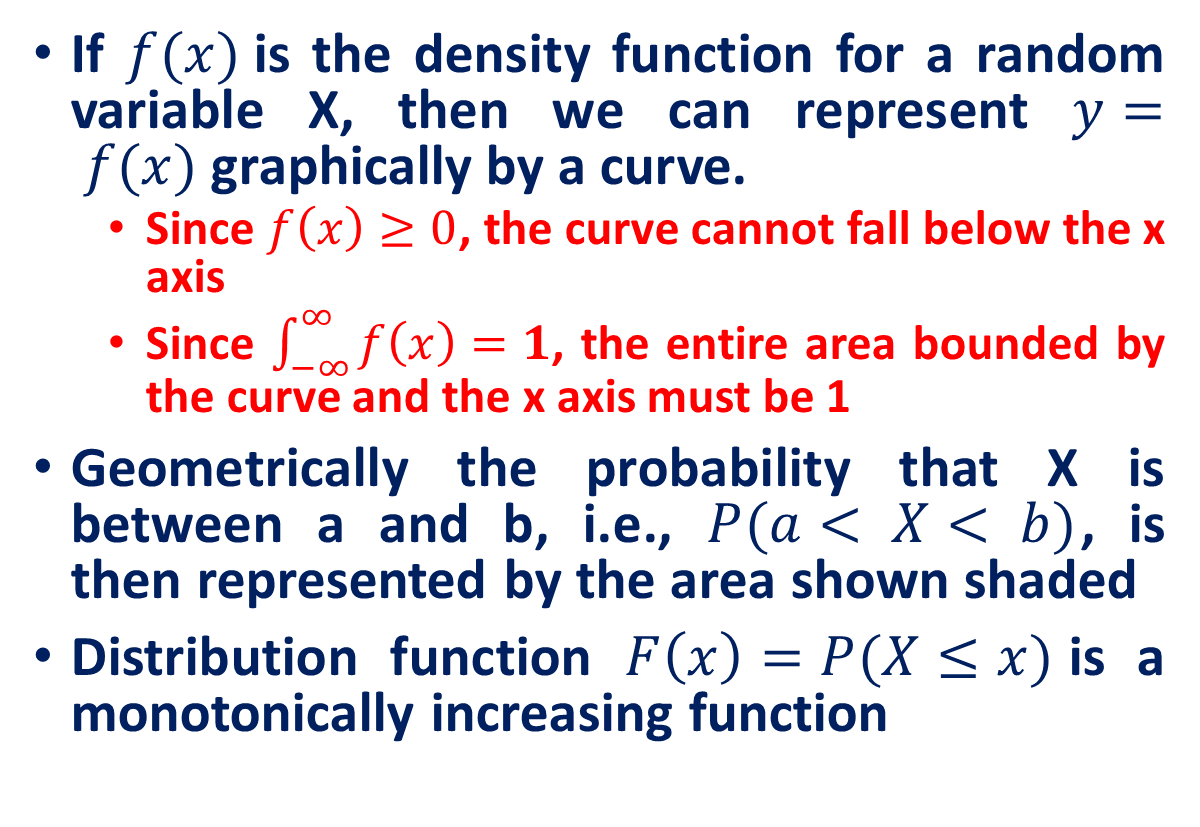 • If f(x) is the density function for a random
variable X, then we can represent y =
f(x) graphically by a curve.
• Since f(x) ≥ 0, the curve cannot fall below the x
axis
• Since ∫_{−∞}^{∞} f(x) = 1, the entire area bounded by
the curve and the x axis must be 1
• Geometrically the probability that X is
between a and b, i.e., P(a < X < b), is
then represented by the area shown shaded
• Distribution function F(x) = P(X ≤ x) is a
monotonically increasing function